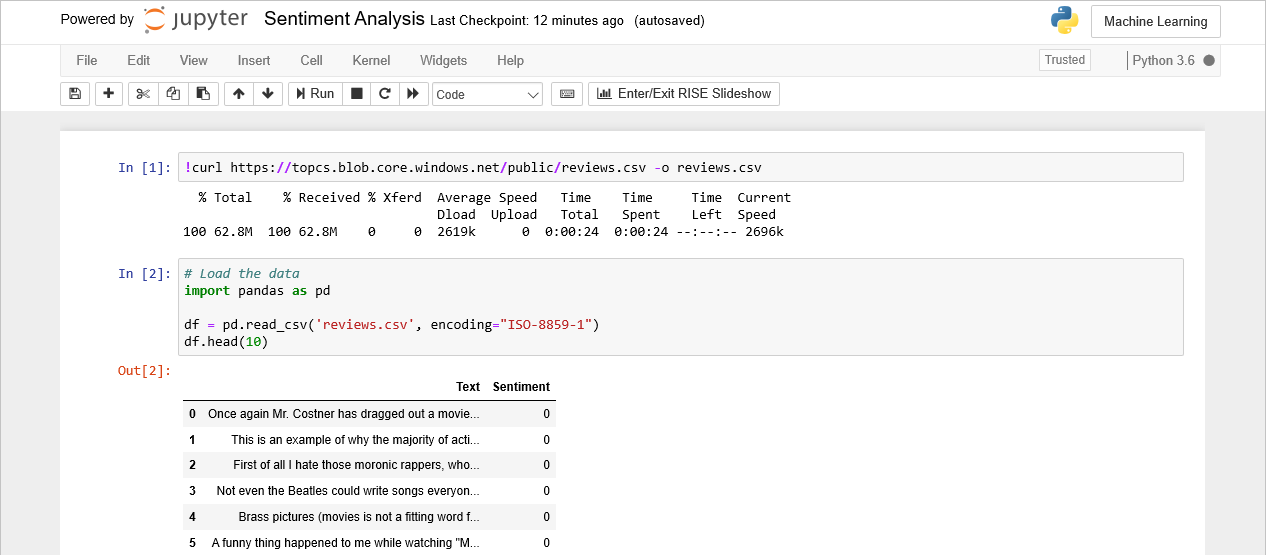 Powered by jupyter Sentiment Analysis Last Checkpoint: 12 minutes ago (autosaved) Machine Learning
File Edit View Insert Cell Kernel Widgets Help Trusted Python 3.6
Run Code Enter/Exit RISE Slideshow
In [1]: !curl https://topcs.blob.core.windows.net/public/reviews.csv -o reviews.csv
% Total % Received % Xferd Average Speed Time Time Time Current
Dload Upload Total Spent Left Speed
100 62.8M 100 62.8M 0 0 2619k 0 0:00:24 0:00:24 --:--:-- 2696k
In [2]: # Load the data
import pandas as pd
df = pd.read_csv('reviews.csv', encoding="ISO-8859-1")
df.head(10)
Out[2]:
Text Sentiment
0 Once again Mr. Costner has dragged out a movie... 0
1 This is an example of why the majority of acti... 0
2 First of all I hate those moronic rappers, who... 0
3 Not even the Beatles could write songs everyon... 0
4 Brass pictures (movies is not a fitting word f... 0
5 A funny thing happened to me while watching "M... 0